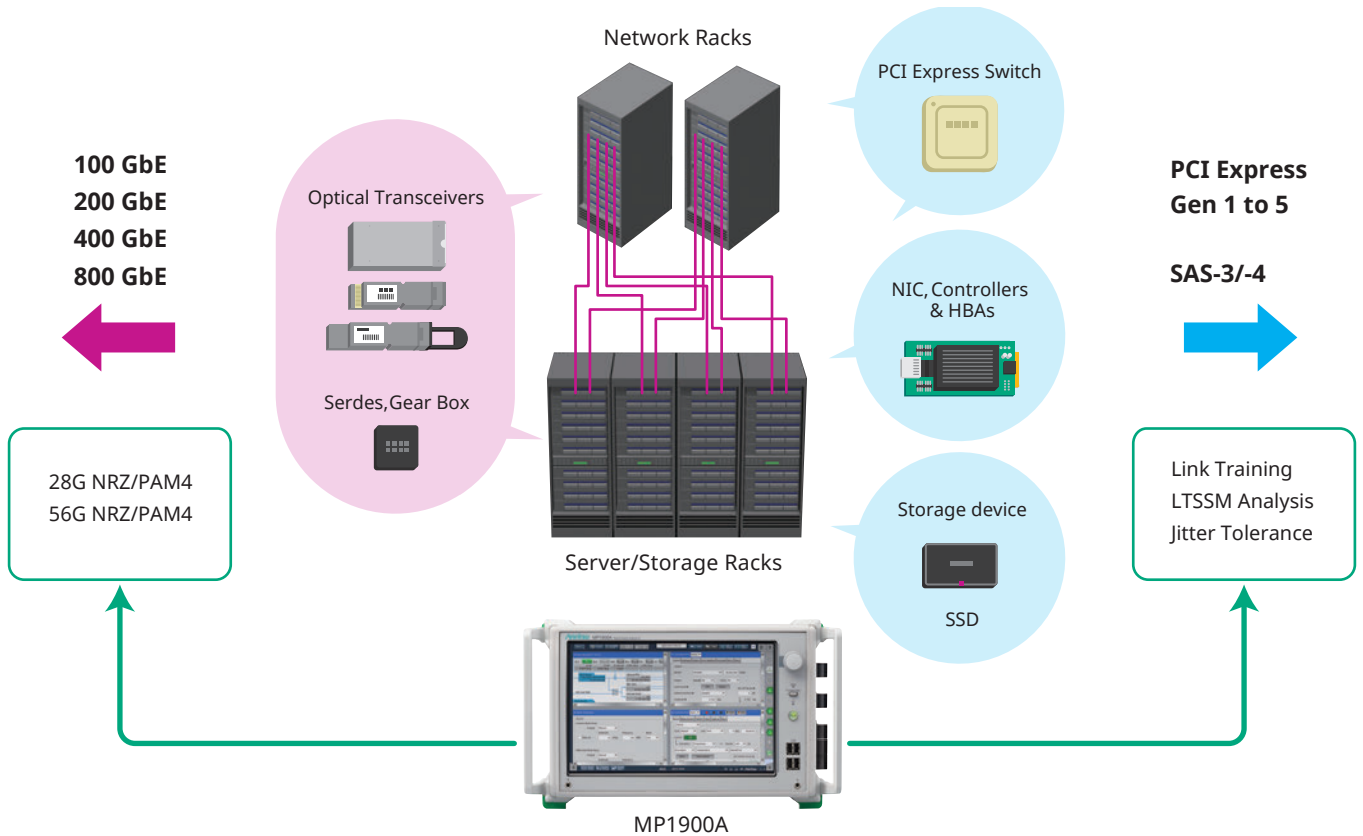 Network Racks
PCI Express Switch
100 GbE
200 GbE
400 GbE
800 GbE
Optical Transceivers
PCI Express
Gen 1 to 5
SAS-3/-4
NIC, Controllers
& HBAs
Serdes,Gear Box
28G NRZ/PAM4
56G NRZ/PAM4
Link Training
LTSSM Analysis
Jitter Tolerance
Storage device
SSD
Server/Storage Racks
MP1900A